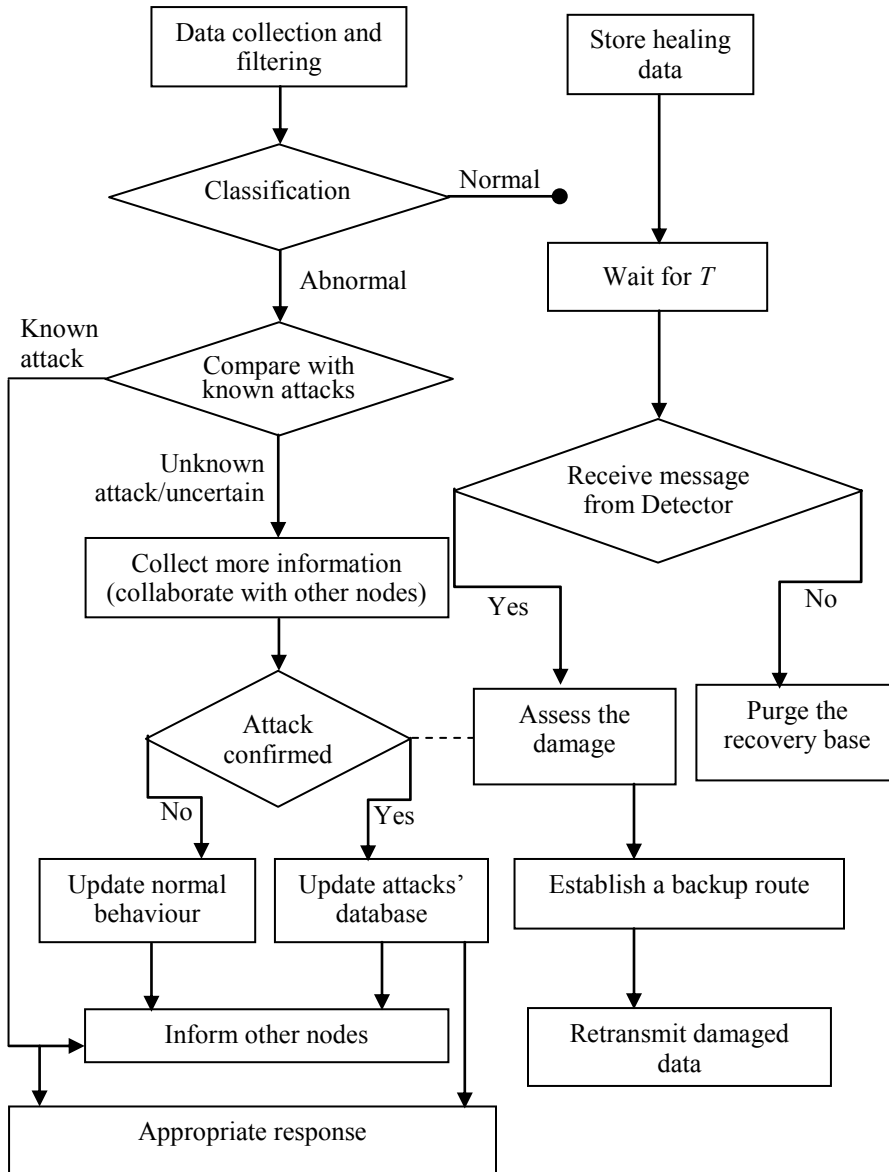 Data collection and
filtering
Store healing
data
Classification
Normal
Wait for T
Abnormal
Known
attack
Compare with
known attacks
Unknown
attack/uncertain
Receive message
from Detector
Collect more information
(collaborate with other nodes)
Yes
No
Attack
confirmed
Assess the
damage
Purge the
recovery base
No
Yes
Update normal
behaviour
Update attacks’
database
Establish a backup route
Inform other nodes
Retransmit damaged
data
Appropriate response